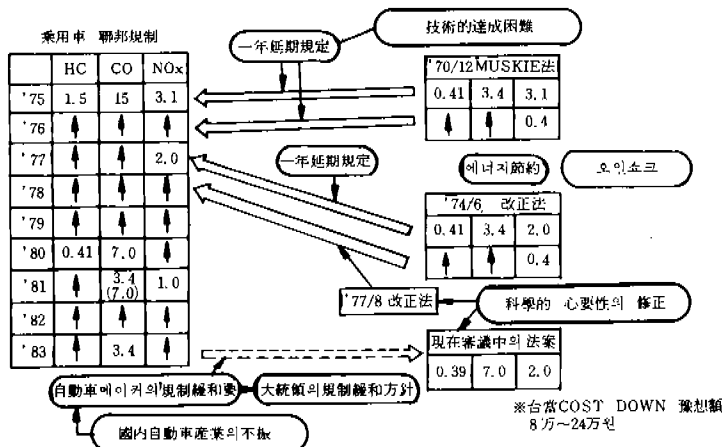 技術的達成困難
乘用車 聯邦規制
一年延期規定
HC CO NOx
'70/12 MUSKIE法
'75 1.5 15 3.1
0.41 3.4 3.1
'76 ↑ ↑ ↑
↑ ↑ 0.4
'77 ↑ ↑ 2.0
一年延期規定
에너지節約
오일쇼크
'78 ↑ ↑ ↑
'74/6 改正法
'79 ↑ ↑ ↑
0.41 3.4 2.0
'80 0.41 7.0 ↑
↑ ↑ 0.4
'81 ↑ 3.4 (7.0) 1.0
'77/8 改正法
科學的 心要性의 修正
'82 ↑ ↑ ↑
現在審議中의 法案
'83 ↑ 3.4 ↑
0.39 7.0 2.0
自動車메이커의 規制緩和要
大統領의 規制緩和方針
※台當COST DOWN 豫想額
8万~24万원
國内自動車産業의 不振